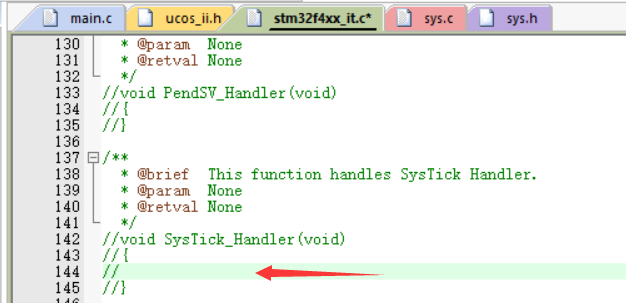 main.c ucos_ii.h stm32f4xx_it.c* sys.c sys.h
130 * @param None
131 * @retval None
132 */
133 //void PendSV_Handler(void)
134 //{
135 //}
136
137 /**
138 * @brief This function handles SysTick Handler.
139 * @param None
140 * @retval None
141 */
142 //void SysTick_Handler(void)
143 //{
144 //
145 //}